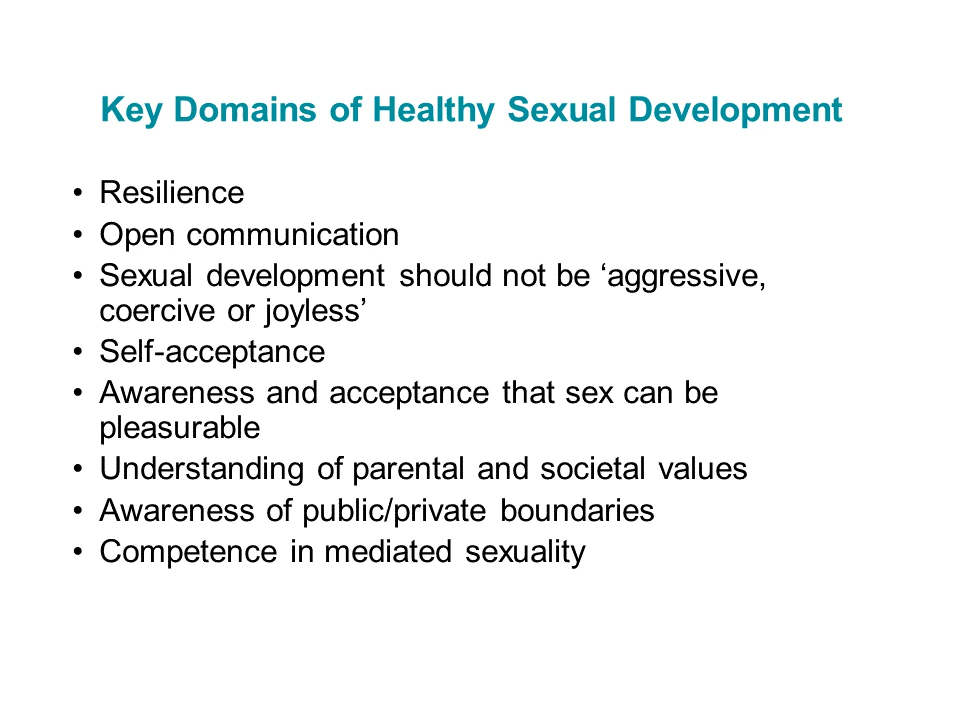 Key Domains of Healthy Sexual Development
• Resilience
• Open communication
• Sexual development should not be ‘aggressive,
coercive or joyless’
• Self-acceptance
• Awareness and acceptance that sex can be
pleasurable
• Understanding of parental and societal values
• Awareness of public/private boundaries
• Competence in mediated sexuality